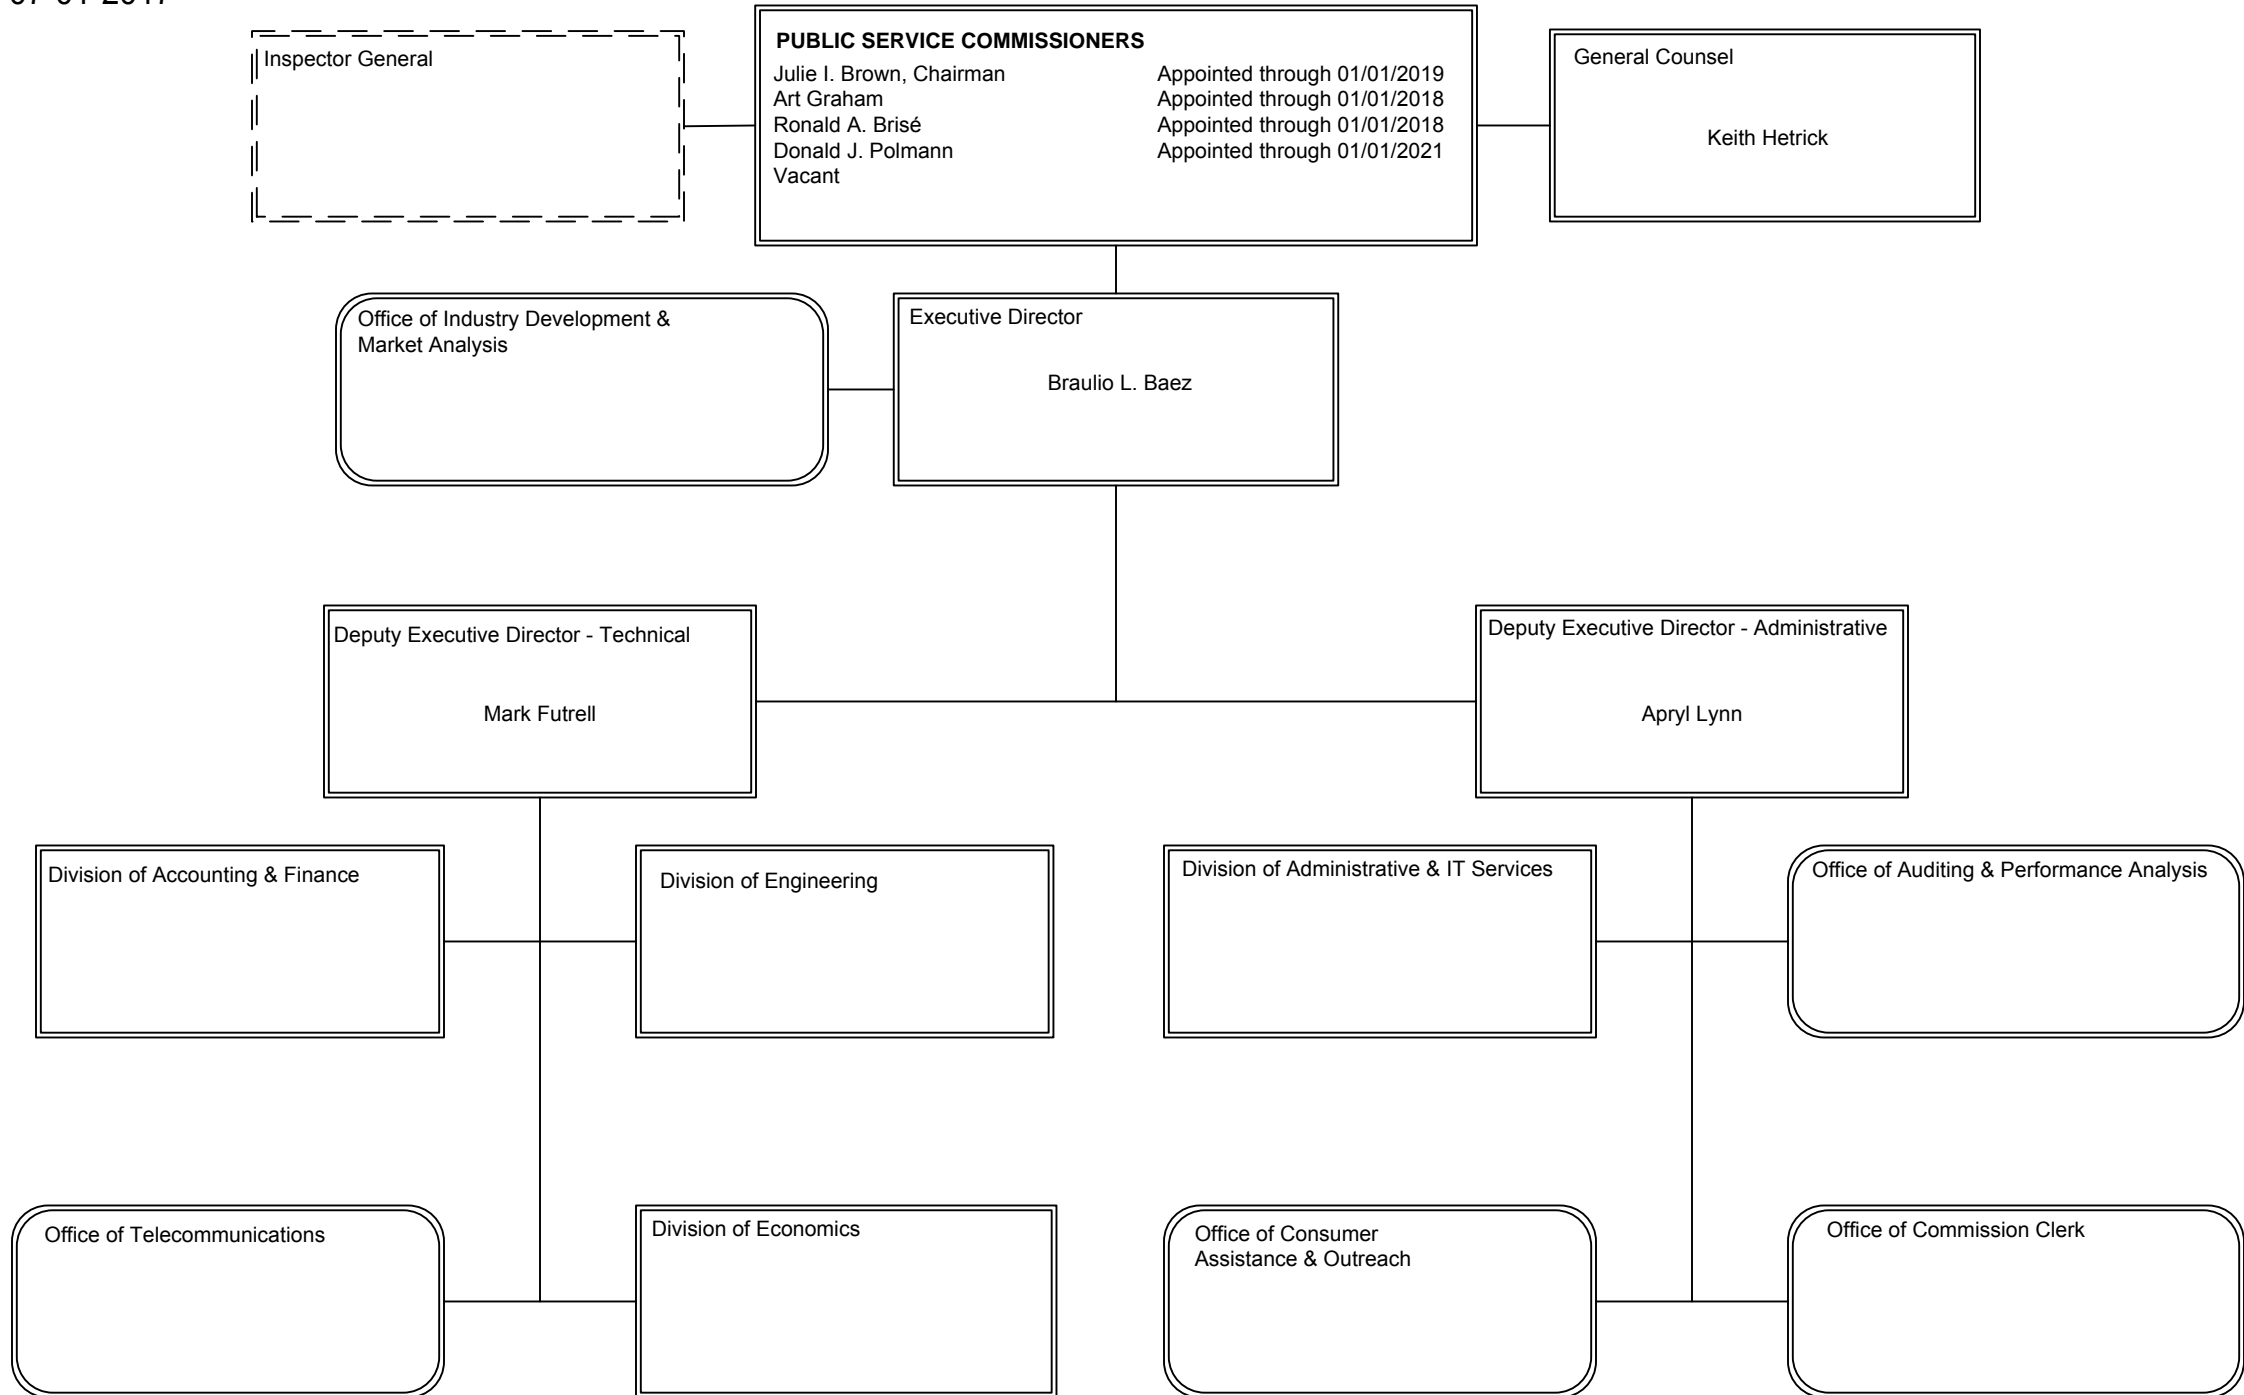 Inspector General
PUBLIC SERVICE COMMISSIONERS
Julie I. Brown, Chairman Appointed through 01/01/2019
Art Graham Appointed through 01/01/2018
Ronald A. Brisé Appointed through 01/01/2018
Donald J. Polmann Appointed through 01/01/2021
Vacant
General Counsel
Keith Hetrick
Office of Industry Development &
Market Analysis
Executive Director
Braulio L. Baez
Deputy Executive Director - Technical
Mark Futrell
Deputy Executive Director - Administrative
Apryl Lynn
Division of Accounting & Finance
Division of Engineering
Division of Administrative & IT Services
Office of Auditing & Performance Analysis
Office of Telecommunications
Division of Economics
Office of Consumer
Assistance & Outreach
Office of Commission Clerk